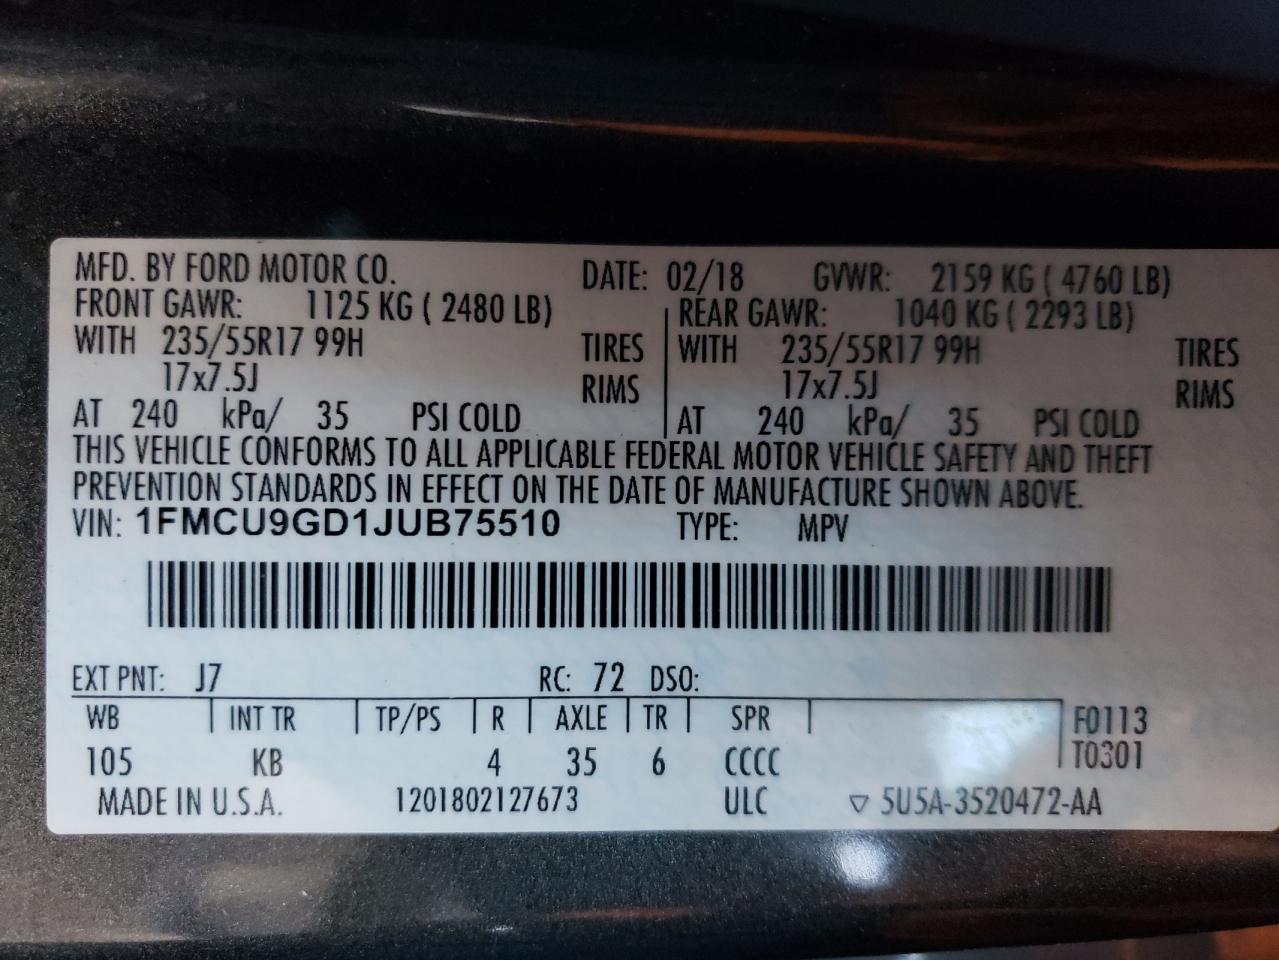 MFD. BY FORD MOTOR CO. DATE: 02/18 GVWR: 2159 KG ( 4760 LB)
FRONT GAWR: 1125 KG ( 2480 LB) REAR GAWR: 1040 KG ( 2293 LB)
WITH 235/55R17 99H TIRES WITH 235/55R17 99H TIRES
17x7.5J RIMS 17x7.5J RIMS
AT 240 kPa/ 35 PSI COLD AT 240 kPa/ 35 PSI COLD
THIS VEHICLE CONFORMS TO ALL APPLICABLE FEDERAL MOTOR VEHICLE SAFETY AND THEFT
PREVENTION STANDARDS IN EFFECT ON THE DATE OF MANUFACTURE SHOWN ABOVE.
VIN: 1FMCU9GD1JUB75510 TYPE: MPV
EXT PNT: J7 RC: 72 DSO:
WB INT TR TP/PS R AXLE TR SPR F0113
105 KB 4 35 6 CCCC T0301
MADE IN U.S.A. 1201802127673 ULC ▽ 5U5A-3520472-AA